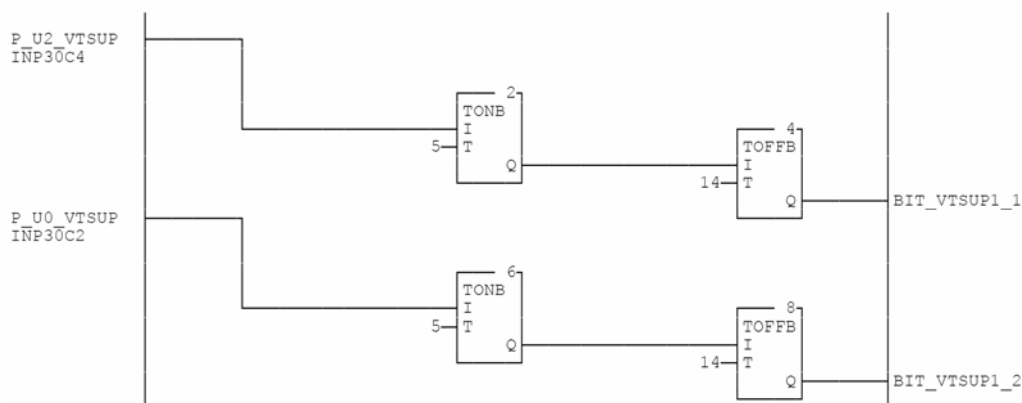 P_U2_VTSUP
INP30C4
2
TONB
I
5 T
Q
4
TOFFB
I
14 T
Q
BIT_VTSUP1_1
P_U0_VTSUP
INP30C2
6
TONB
I
5 T
Q
8
TOFFB
I
14 T
Q
BIT_VTSUP1_2